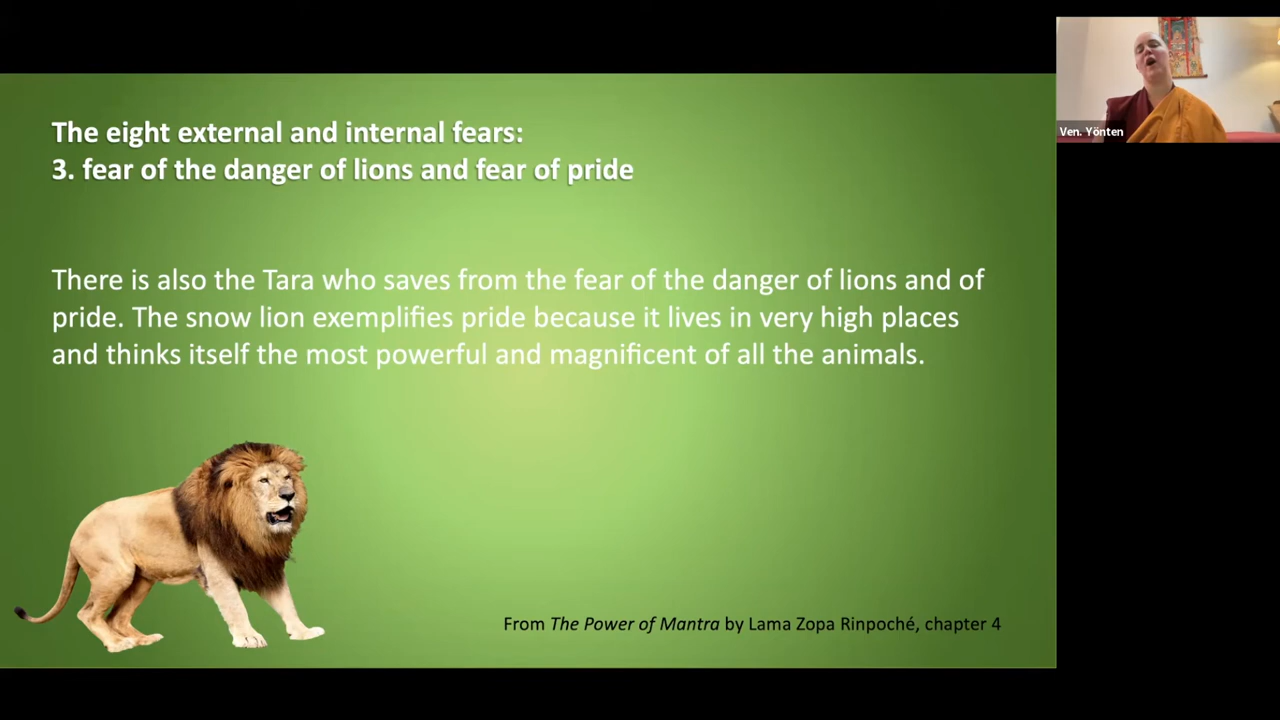 The eight external and internal fears:
3. fear of the danger of lions and fear of pride
There is also the Tara who saves from the fear of the danger of lions and of
pride. The snow lion exemplifies pride because it lives in very high places
and thinks itself the most powerful and magnificent of all the animals.
From The Power of Mantra by Lama Zopa Rinpoché, chapter 4
Ven. Yönten